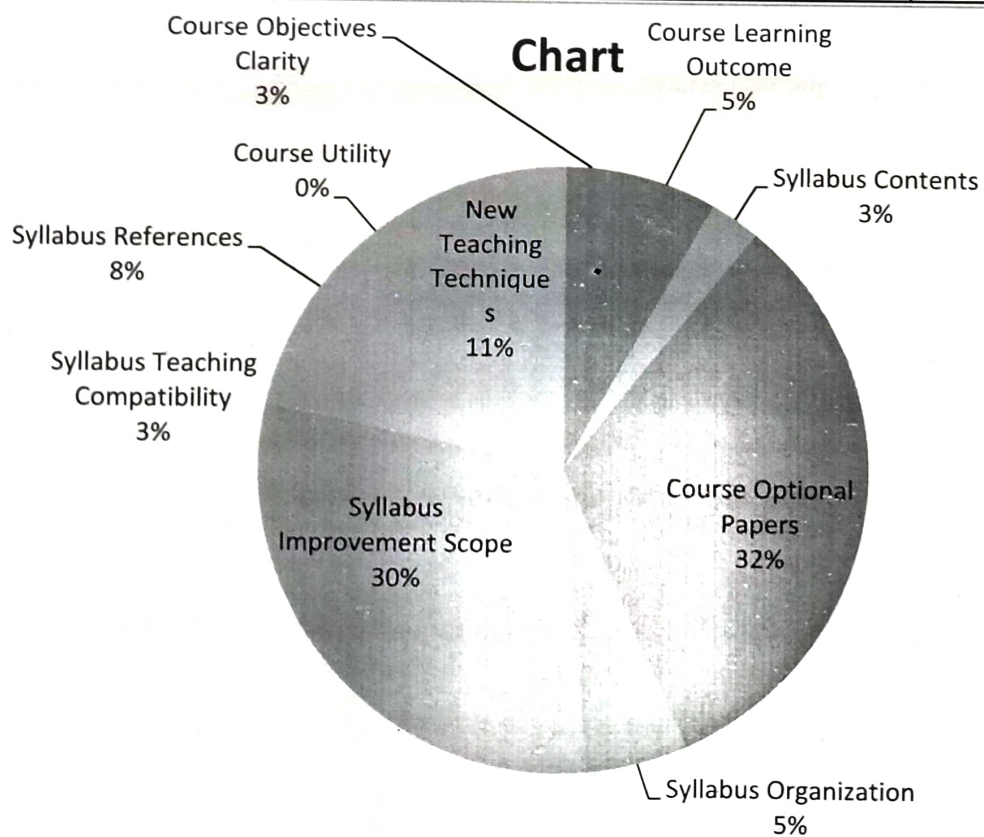 Chart
Course Objectives
Clarity
3%
Course Learning
Outcome
5%
Course Utility
0%
Syllabus Contents
3%
New
Teaching
Technique
s
11%
Syllabus References
8%
Syllabus Teaching
Compatibility
3%
Course Optional
Papers
32%
Syllabus
Improvement Scope
30%
Syllabus Organization
5%